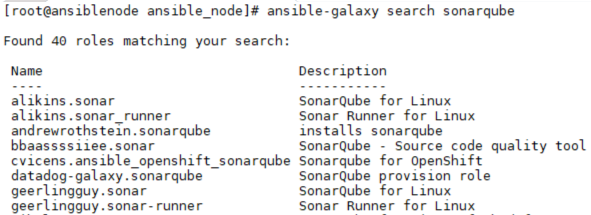 [root@ansiblenode ansible_node]# ansible-galaxy search sonarqube
Found 40 roles matching your search:
Name Description
---- -----------
alikins.sonar SonarQube for Linux
alikins.sonar_runner Sonar Runner for Linux
andrewrothstein.sonarqube installs sonarqube
bbaassssiiee.sonar SonarQube - Source code quality tool
cvicens.ansible_openshift_sonarqube SonarQube for OpenShift
datadog-galaxy.sonarqube SonarQube provision role
geerlingguy.sonar SonarQube for Linux
geerlingguy.sonar-runner Sonar Runner for Linux